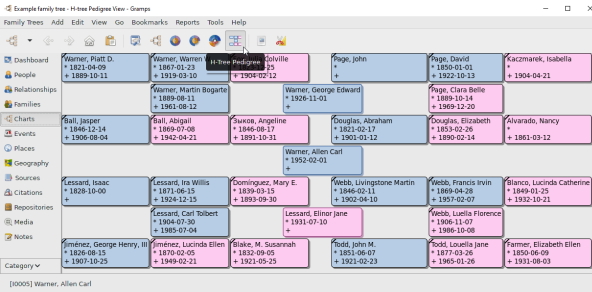 Example family tree - H-tree Pedigree View - Gramps
Family Trees Add Edit View Go Bookmarks Reports Tools Help
H-Tree Pedigree
Dashboard
People
Relationships
Families
Charts
Events
Places
Geography
Sources
Citations
Repositories
Media
Notes
Category
Warner, Piatt D.
* 1821-04-09
+ 1889-10-11
Warner, Warren
* 1867-01-23
+ 1919-03-10
Colville
+ 1904-02-
Page, John
*
+
Page, David
* 1850-01-01
+ 1922-10-13
Kaczmarek, Isabella
*
+ 1904-04-21
Warner, Martin Bogarte
* 1889-08-11
+ 1961-08-12
Warner, George Edward
* 1926-11-01
+
Page, Clara Belle
* 1889-10-14
+ 1969-12-20
Ball, Jasper
* 1846-12-14
+ 1906-08-04
Ball, Abigail
* 1869-07-08
+ 1942-04-21
Зыков, Angeline
* 1846-08-17
+ 1891-10-31
Douglas, Abraham
* 1821-02-17
+ 1901-01-12
Douglas, Elizabeth
* 1853-02-26
+ 1890-02-14
Alvarado, Nancy
*
+ 1861-03-12
Warner, Allen Carl
* 1952-02-01
+
Lessard, Isaac
* 1828-10-00
+
Lessard, Ira Willis
* 1871-06-15
+ 1924-12-15
Domínguez, Mary E.
* 1839-03-15
+ 1893-09-30
Webb, Livingstone Martin
* 1846-02-11
+ 1902-04-10
Webb, Francis Irvin
* 1869-04-28
+ 1957-02-07
Blanco, Lucinda Catherine
* 1849-01-25
+ 1932-10-21
Lessard, Carl Tolbert
* 1904-07-30
+ 1985-07-04
Lessard, Elinor Jane
* 1931-07-10
+
Webb, Luella Florence
* 1906-11-07
+ 1986-10-08
Jiménez, George Henry, III
* 1826-08-15
+ 1907-10-25
Jiménez, Lucinda Ellen
* 1870-02-05
+ 1949-02-21
Blake, M. Susannah
* 1832-09-05
+ 1921-05-25
Todd, John M.
* 1851-06-07
+ 1921-02-23
Todd, Louella Jane
* 1877-03-26
+ 1965-01-26
Farmer, Elizabeth Ellen
* 1850-06-09
+ 1931-08-03
[I0005] Warner, Allen Carl